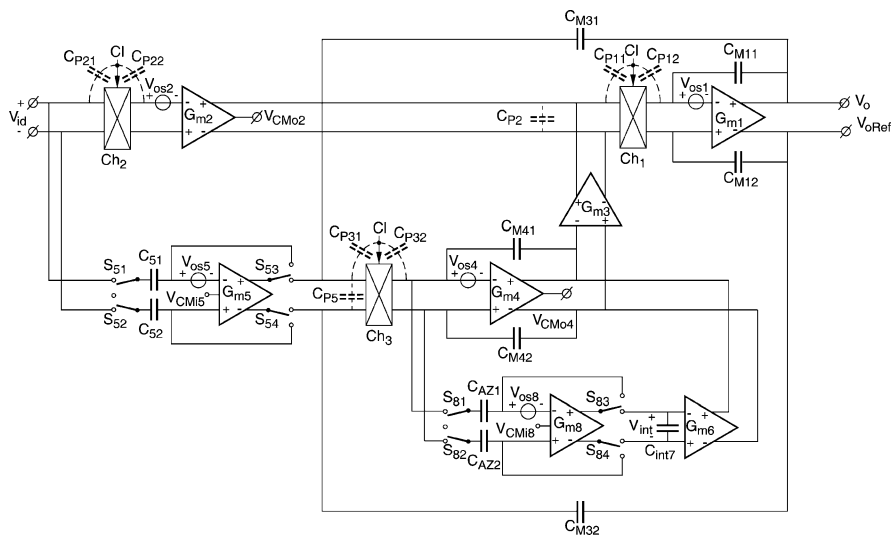 C_M31
C_P21 Cl C_P22
C_P11 Cl C_P12 C_M11
+ V_os2 -
+ V_os1 -
+ V_id -
- + G_m2 + -
V_CMo2
C_P2
- + G_m1 + -
V_o
V_oRef
Ch_2
Ch_1
C_M12
+ - G_m3 - +
C_P31 Cl C_P32
C_M41
S_51 C_51 + V_os5 - S_53
+ V_os4 -
V_CMi5 - + G_m5 + -
C_P5
- + G_m4 + -
S_52 C_52 S_54
Ch_3
V_CMo4
C_M42
S_81 C_AZ1 + V_os8 - S_83
V_CMi8 - + G_m8 + -
+ V_int -
- + G_m6 + -
S_82 C_AZ2 S_84 C_int7
C_M32